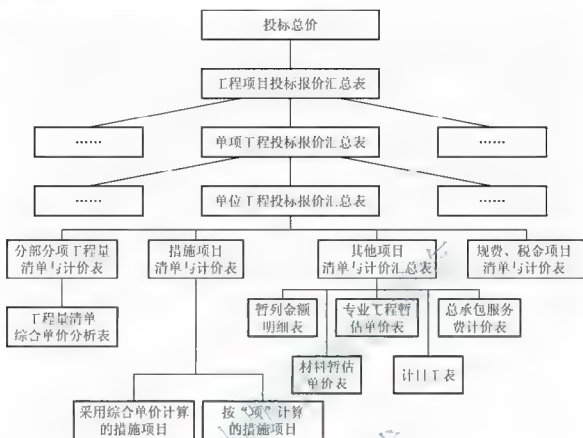 投标总价
工程项目投标报价汇总表
……
单项工程投标报价汇总表
……
……
单位工程投标报价汇总表
……
分部分项工程量
清单与计价表
措施项目
清单与计价表
其他项目
清单与计价汇总表
规费、税金项目
清单与计价表
工程量清单
综合单价分析表
暂列金额
明细表
专业工程暂
估单价表
总承包服务
费计价表
材料暂估
单价表
计日工表
采用综合单价计算
的措施项目
按“项”计算
的措施项目